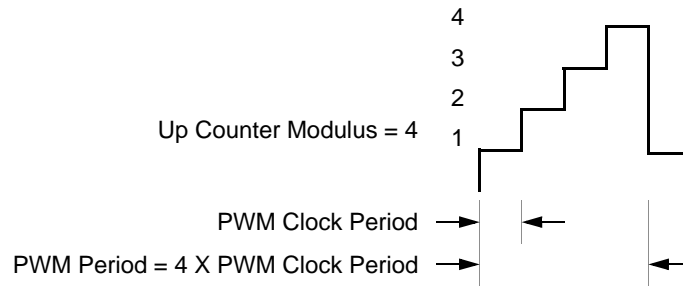 4
3
2
Up Counter Modulus = 4
1
PWM Clock Period
PWM Period = 4 X PWM Clock Period